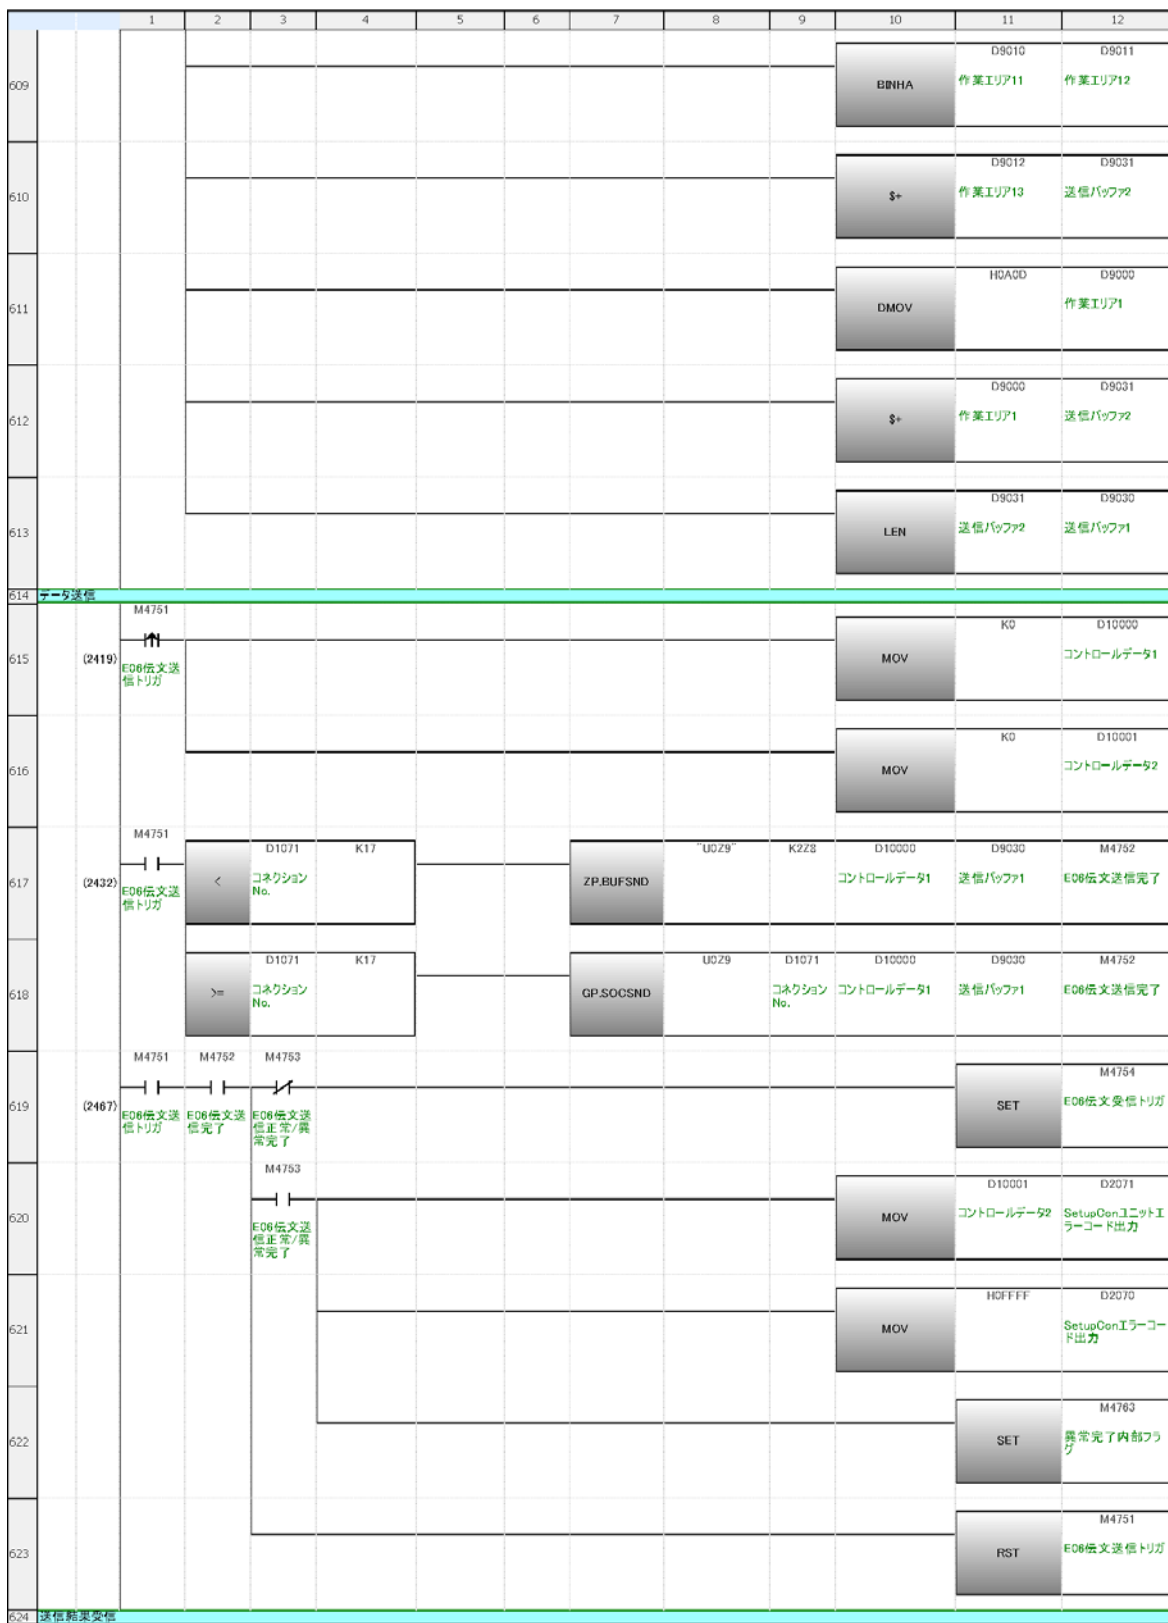 1 2 3 4 5 6 7 8 9 10 11 12
609
BINHA
D9010 D9011
作業エリア11 作業エリア12
610
$+
D9012 D9031
作業エリア13 送信バッファ2
611
DMOV
H0A0D D9000
作業エリア1
612
$+
D9000 D9031
作業エリア1 送信バッファ2
613
LEN
D9031 D9030
送信バッファ2 送信バッファ1
614 データ送信
615 (2419)
M4751
E06伝文送
信トリガ
MOV
K0 D10000
コントロールデータ1
616
MOV
K0 D10001
コントロールデータ2
617 (2432)
M4751
E06伝文送
信トリガ
<
D1071 K17
コネクション
No.
ZP.BUFSND
"U0Z9" K2Z8 D10000 D9030 M4752
コントロールデータ1 送信バッファ1 E06伝文送信完了
618
>=
D1071 K17
コネクション
No.
GP.SOCSND
U0Z9 D1071 D10000 D9030 M4752
コネクション
No.
コントロールデータ1 送信バッファ1 E06伝文送信完了
619 (2467)
M4751 M4752 M4753
E06伝文送
信トリガ
E06伝文送
信完了
E06伝文送
信正常/異
常完了
SET
M4754
E06伝文受信トリガ
620
M4753
E06伝文送
信正常/異
常完了
MOV
D10001 D2071
コントロールデータ2
SetupConユニットエ
ラーコード出力
621
MOV
H0FFFF D2070
SetupConエラーコー
ド出力
622
SET
M4763
異常完了内部フラ
グ
623
RST
M4751
E06伝文送信トリガ
624 送信結果受信